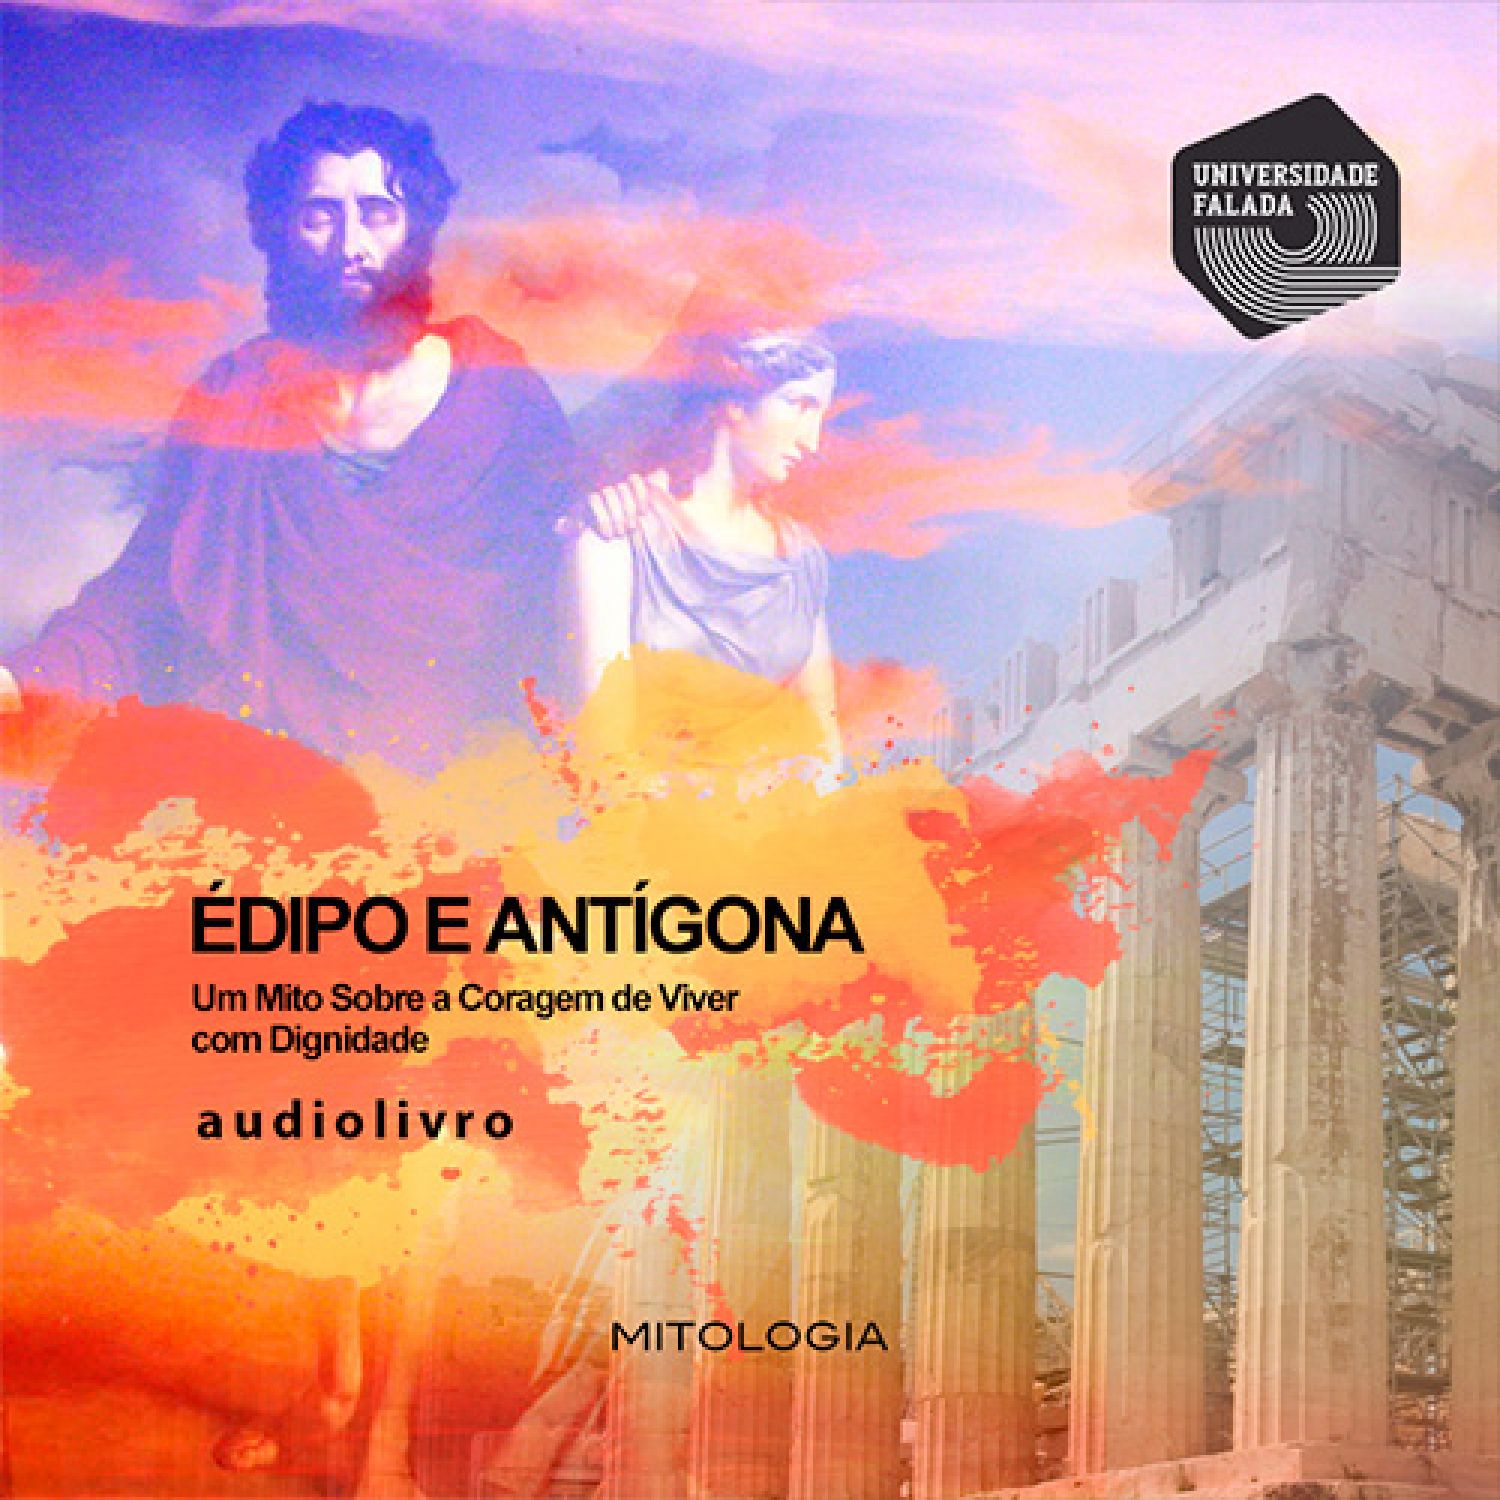 UNIVERSIDADE
FALADA
ÉDIPO E ANTÍGONA
Um Mito Sobre a Coragem de Viver
com Dignidade
audiolivro
MITOLOGIA